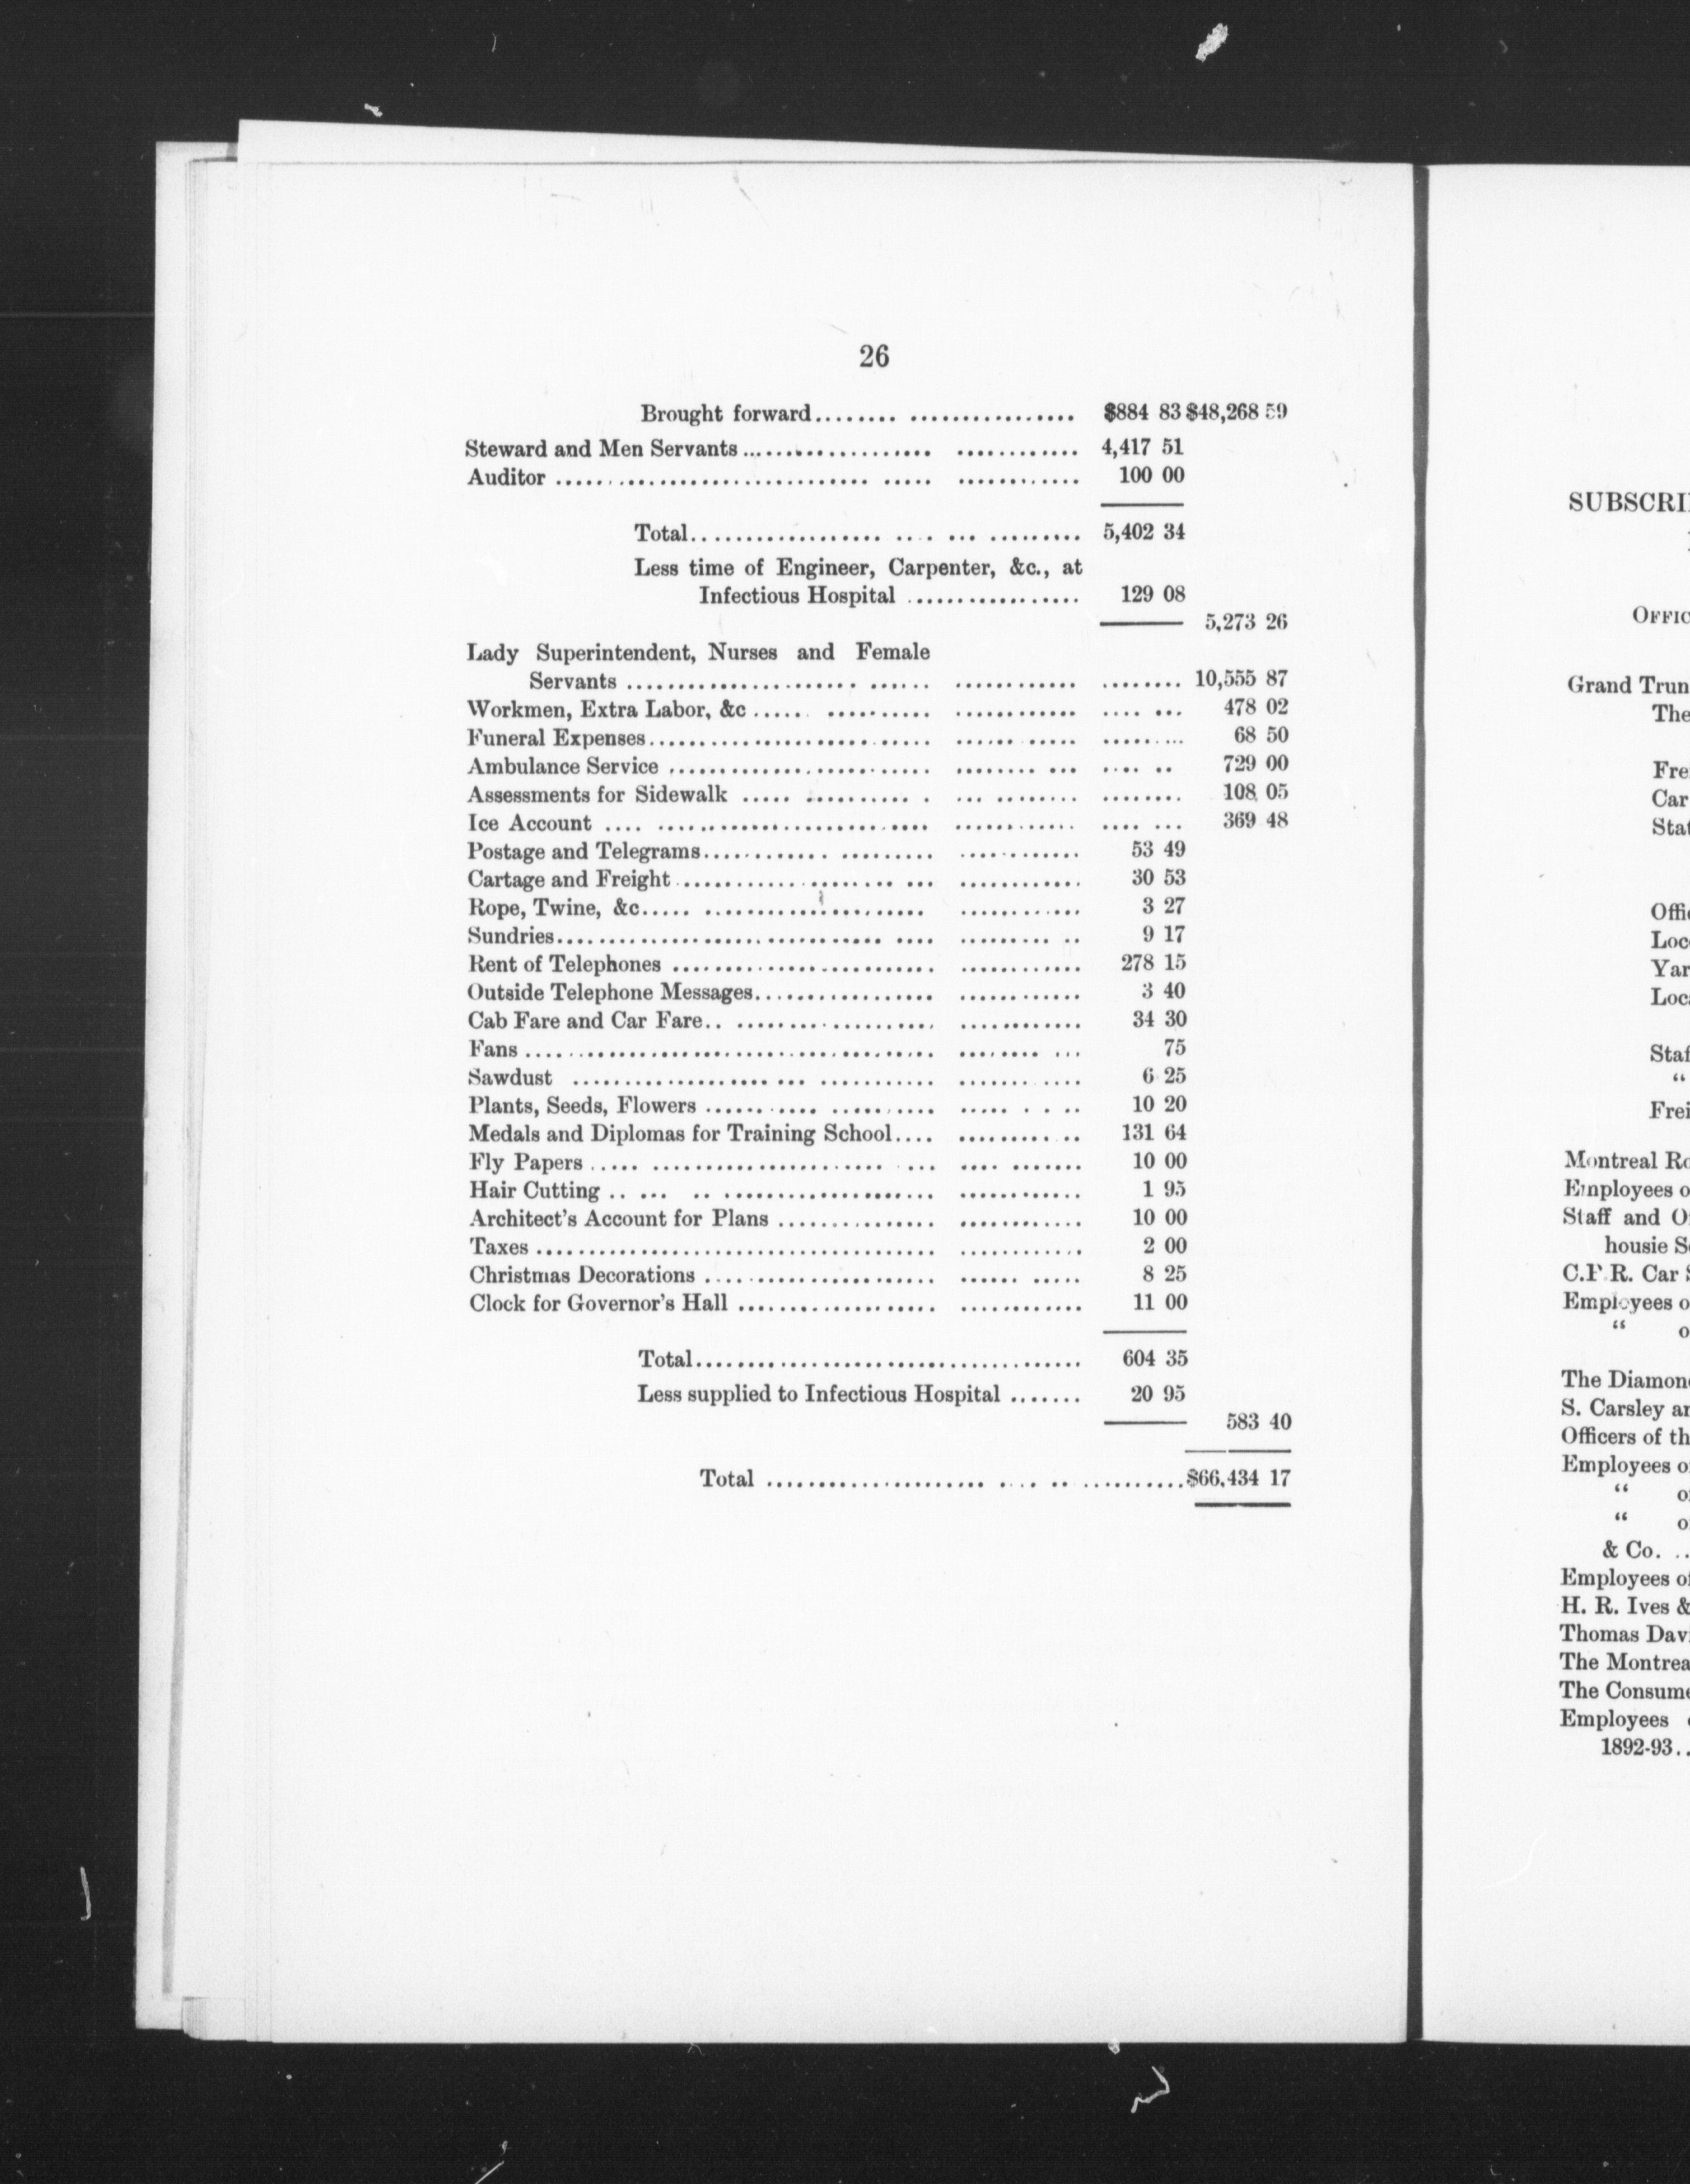 26
Brought forward........ ................ $884 83 $48,268 59
Steward and Men Servants................... ............ 4,417 51
Auditor ............................... ..... ............ 100 00
Total.................. .... ... ......... 5,402 34
Less time of Engineer, Carpenter, &c., at
Infectious Hospital ................. 129 08
5,273 26
Lady Superintendent, Nurses and Female
Servants ....................... ...... ............ ........ 10,555 87
Workmen, Extra Labor, &c ..... .......... ............ .... ... 478 02
Funeral Expenses............................ ...... ..... ......... 68 50
Ambulance Service .......................... ........ ... .... .. 729 00
Assessments for Sidewalk ..... .......... . ... ........ ........ 108 05
Ice Account .... .......................... ............ .... ... 369 48
Postage and Telegrams............ ......... ............ 53 49
Cartage and Freight ..................... ... ............ 30 53
Rope, Twine, &c..... ..................... ............ 3 27
Sundries................................ .... ......... .. 9 17
Rent of Telephones .......................... ............ 278 15
Outside Telephone Messages.................. ............ 3 40
Cab Fare and Car Fare.. ................... ............ 34 30
Fans ........................................ ........ ... 75
Sawdust ................... ... ........... ....... .... 6 25
Plants, Seeds, Flowers ...... .... .......... ..... . . .. 10 20
Medals and Diplomas for Training School.... ......... .. 131 64
Fly Papers ..... ...................... . ... .... ....... 10 00
Hair Cutting .. ... .. .................... ............ 1 95
Architect's Account for Plans ............... ............ 10 00
Taxes ....................................... ............ 2 00
Christmas Decorations ...................... ...... ..... 8 25
Clock for Governor's Hall ................... ............ 11 00
Total..................................... 604 35
Less supplied to Infectious Hospital ....... 20 95
583 40
Total ..................... .... .. .......... $66,434 17
SUBSCRI
OFFIC
Grand Trun
The
Fre
Car
Stat
Offic
Loc
Yar
Loca
Staf
“
Frei
Montreal Ro
Employees o
Staff and O
housie S
C.P.R. Car
Employees o
“ o
The Diamon
S. Carsley an
Officers of th
Employees o
“ o
“ o
& Co. ..
Employees of
H. R. Ives &
Thomas Dav
The Montrea
The Consume
Employees
1892-93..